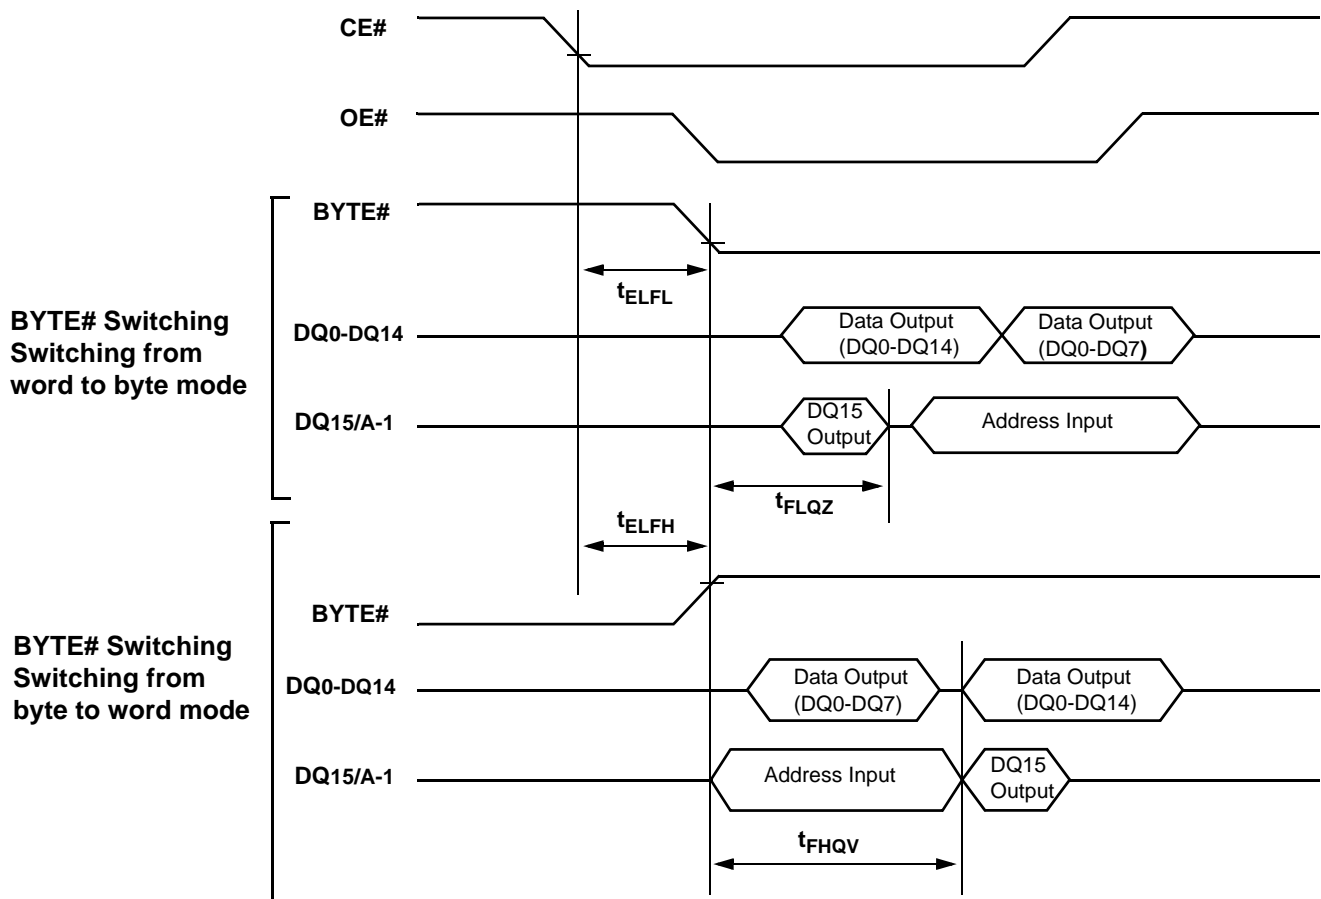 CE#
OE#
BYTE#
tELFL
BYTE# Switching
Switching from
word to byte mode
DQ0-DQ14
Data Output
(DQ0-DQ14)
Data Output
(DQ0-DQ7)
DQ15/A-1
DQ15
Output
Address Input
tFLQZ
tELFH
BYTE#
BYTE# Switching
Switching from
byte to word mode
DQ0-DQ14
Data Output
(DQ0-DQ7)
Data Output
(DQ0-DQ14)
DQ15/A-1
Address Input
DQ15
Output
tFHQV